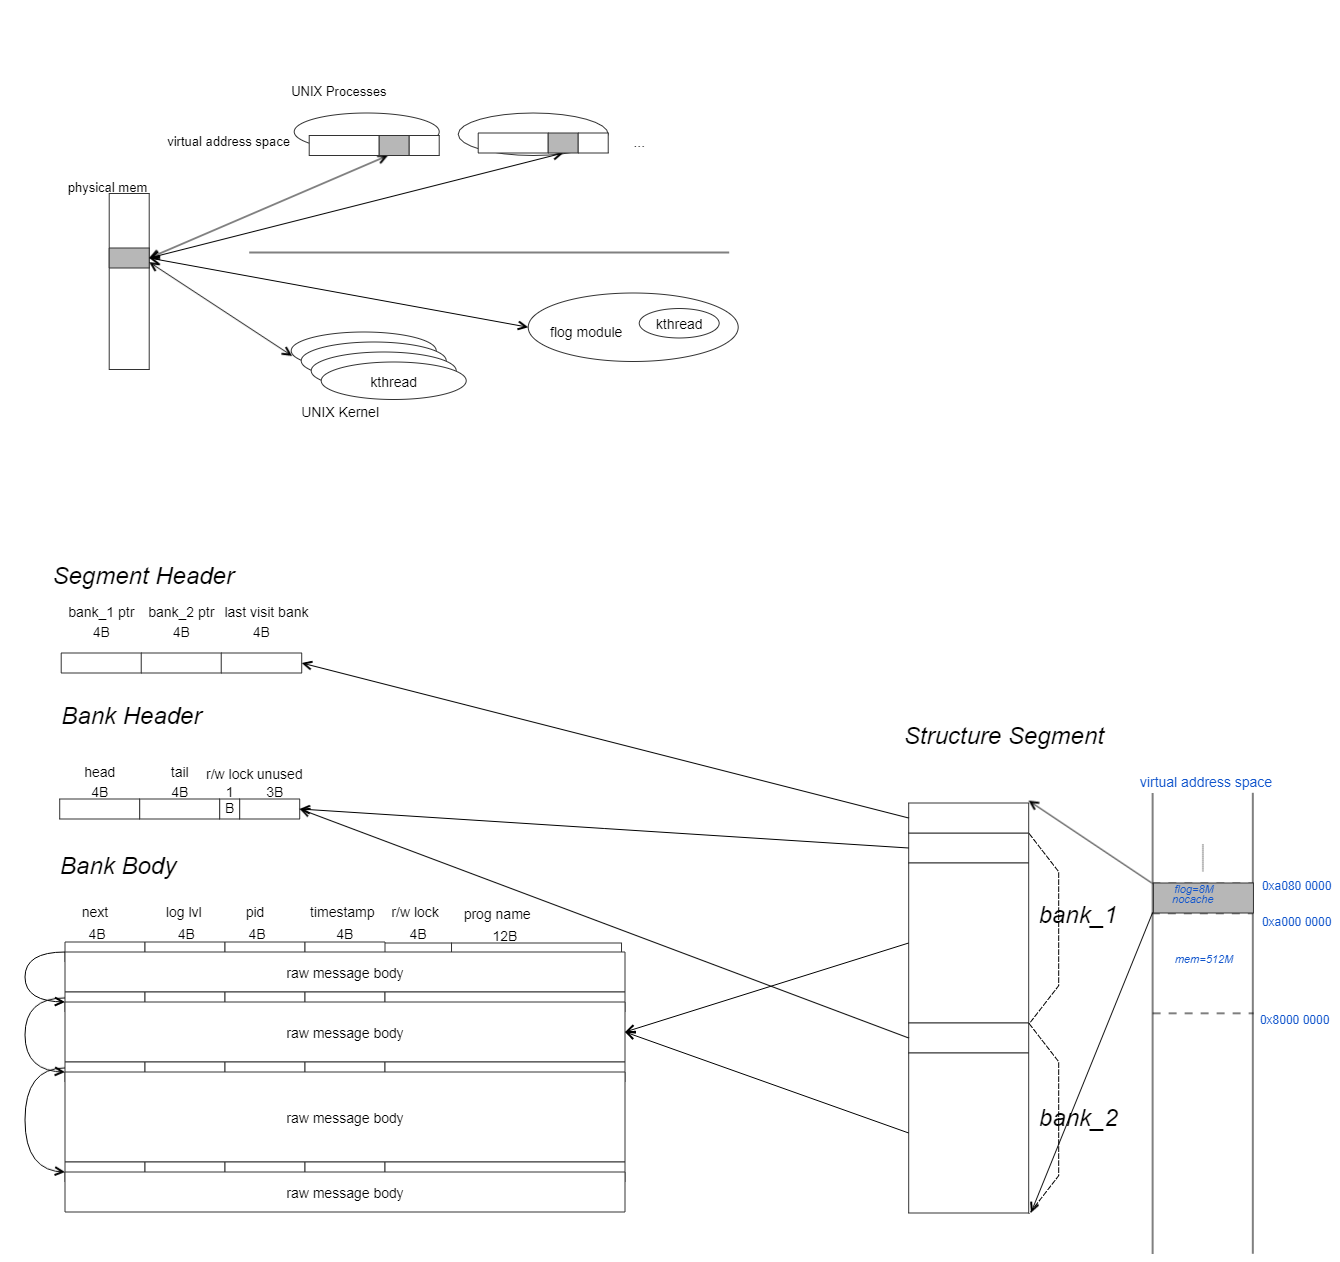 UNIX Processes
virtual address space
...
physical mem
flog module
kthread
kthread
UNIX Kernel
Segment Header
bank_1 ptr
bank_2 ptr
last visit bank
4B
4B
4B
Bank Header
head
tail
r/w lock
unused
4B
4B
1
B
3B
Bank Body
next
log lvl
pid
timestamp
r/w lock
prog name
4B
4B
4B
4B
4B
12B
raw message body
raw message body
raw message body
raw message body
Structure Segment
bank_1
bank_2
virtual address space
flog=8M
nocache
0xa080 0000
0xa000 0000
mem=512M
0x8000 0000